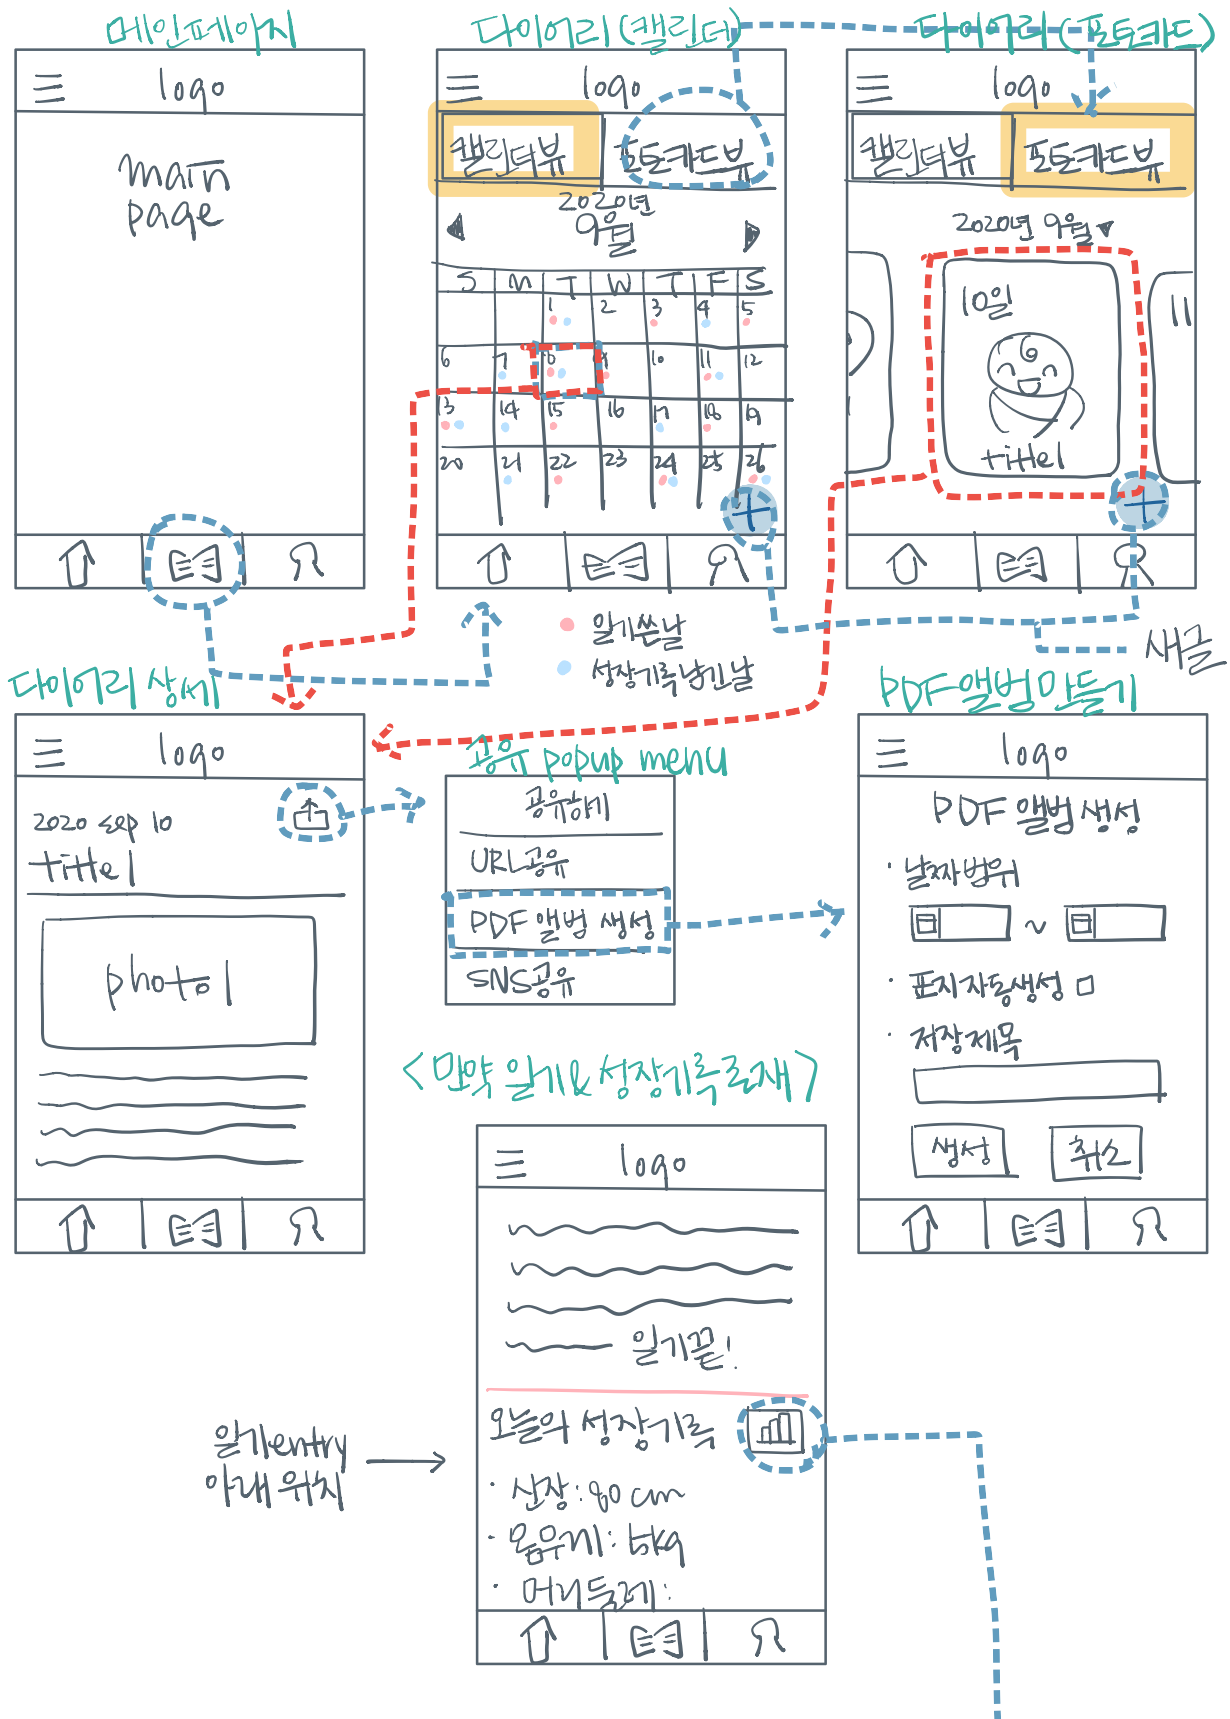 메인페이지
logo
main
page
다이어리(캘린더)
logo
캘린더뷰
포토카드뷰
2020년
9월
S M T W T F S
1 2 3 4 5
6 7 8 9 10 11 12
13 14 15 16 17 18 19
20 21 22 23 24 25 26
일기쓴날
성장기록남긴날
다이어리(포토카드)
logo
캘린더뷰
포토카드뷰
2020년 9월
10일
tittle1
11
새글
다이어리 상세
logo
2020 sep 10
tittle1
photo1
공유 popup menu
공유하기
URL공유
PDF 앨범 생성
SNS공유
PDF앨범 만들기
logo
PDF 앨범 생성
· 날짜범위
~
· 표지자동생성
· 저장제목
생성
취소
<만약 일기&성장기록 존재>
logo
일기끝!
오늘의 성장기록
· 신장: 80 cm
· 몸무게: 5kg
· 머리둘레:
일기entry
아래 위치